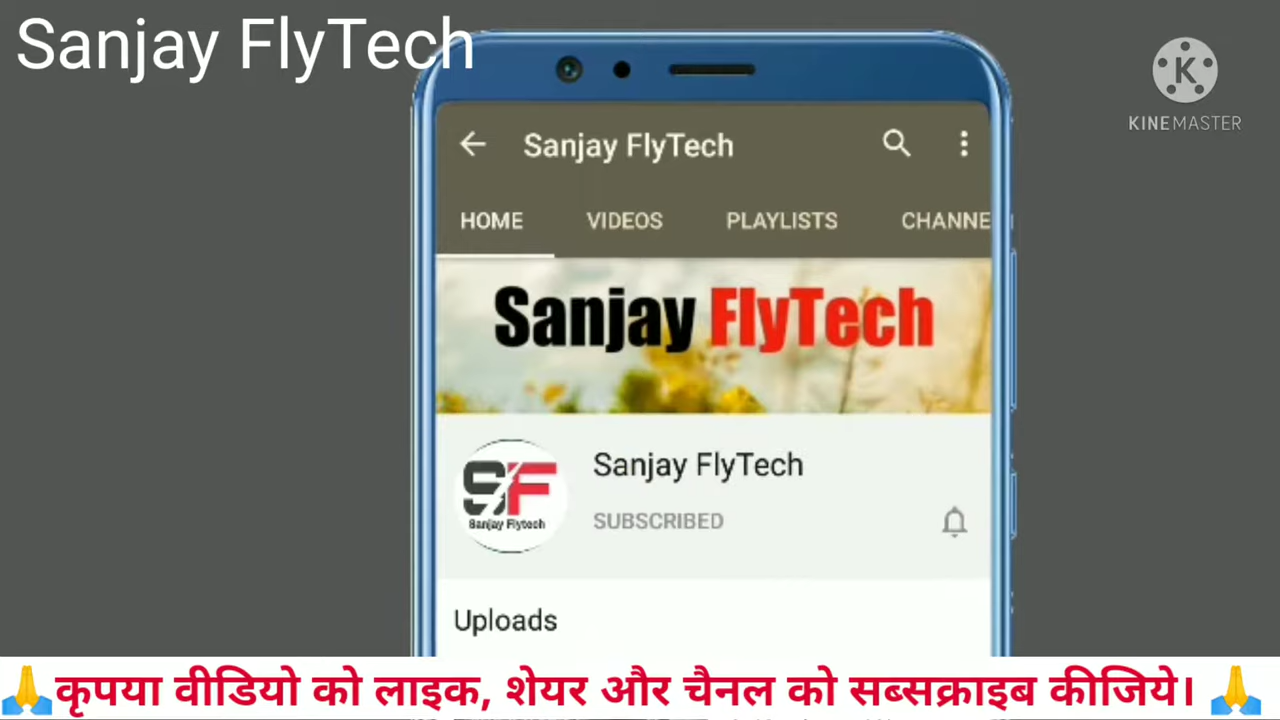 Sanjay FlyTech
KINEMASTER
Sanjay FlyTech
HOME VIDEOS PLAYLISTS CHANNE
Sanjay FlyTech
SF
Sanjay Flytech
Sanjay FlyTech
SUBSCRIBED
Uploads
🙏कृपया वीडियो को लाइक, शेयर और चैनल को सब्सक्राइब कीजिये। 🙏